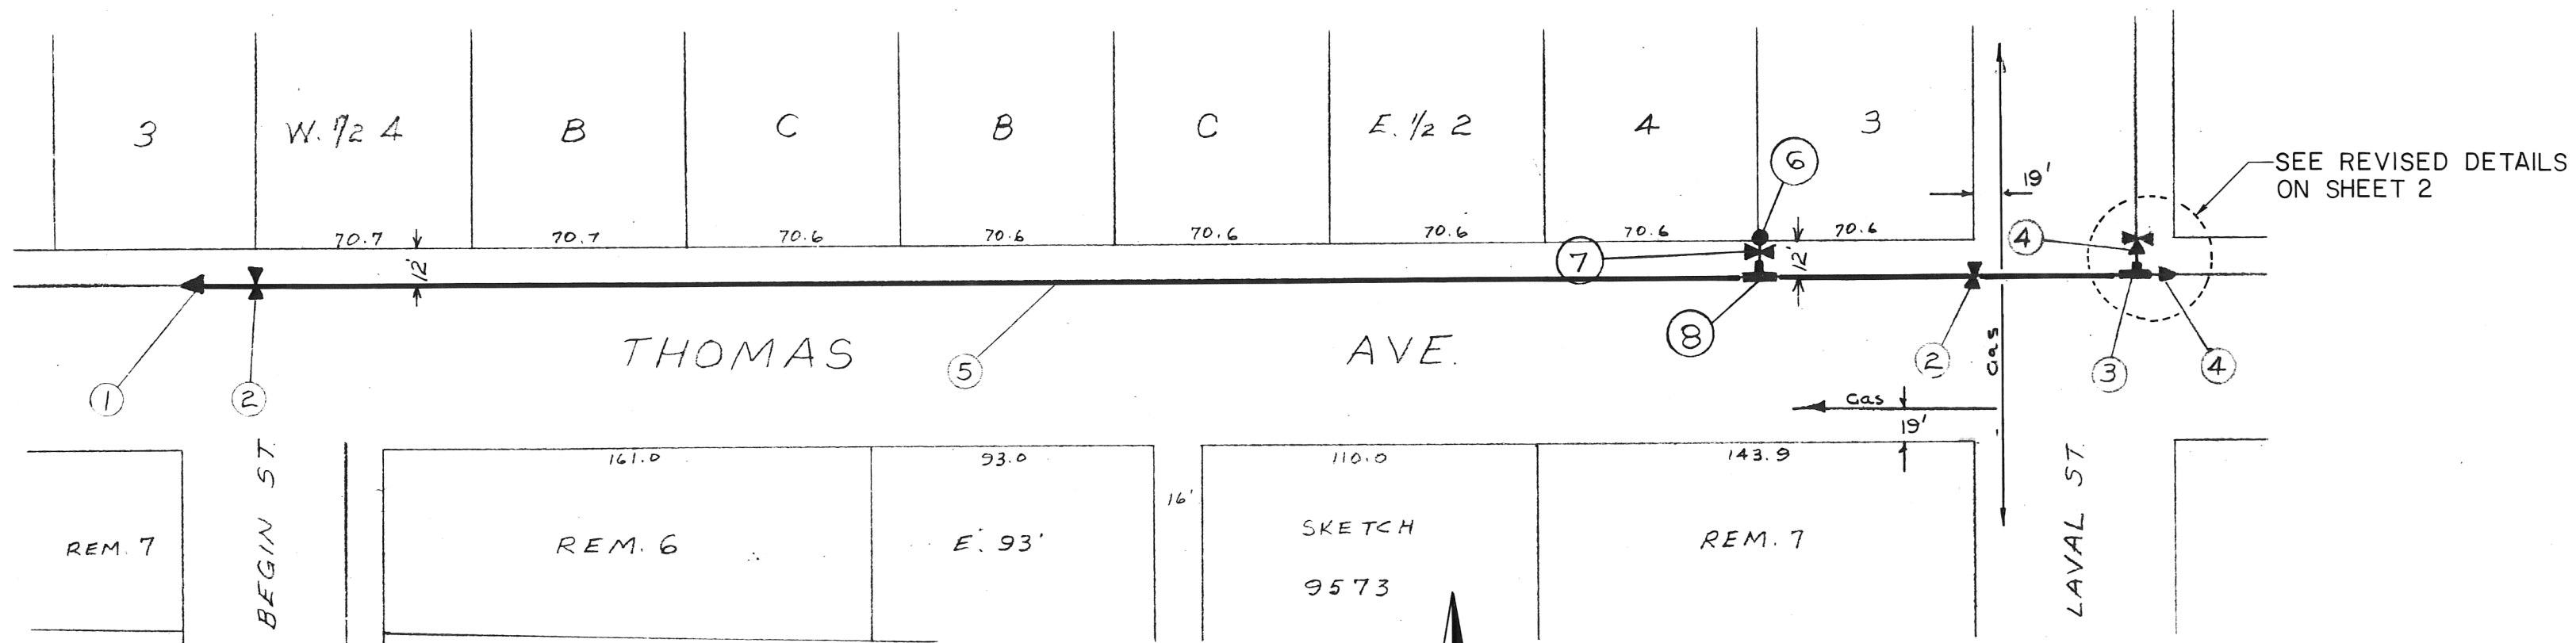 3
W. 1/2 4
B
C
B
C
E. 1/2 2
4
3
6
19'
SEE REVISED DETAILS
ON SHEET 2
70.7
70.7
70.6
70.6
70.6
70.6
70.6
70.6
12'
7
12'
4
THOMAS AVE.
8
5
2
Gas
3
4
1
2
Gas
19'
161.0
93.0
110.0
143.9
BEGIN ST.
16'
LAVAL ST.
REM. 7
REM. 6
E. 93'
SKETCH
9573
REM. 7